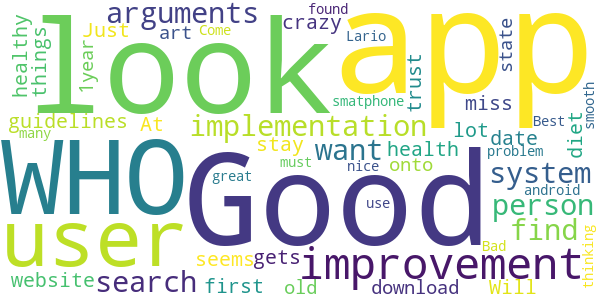 healthy
things
Just
1year
arguments
art
look
crazy
found
Come
Lario
app
state
smooth
trust
miss
smatphone
guidelines
many
At
implementation
stay
lot
date
Best
diet
WHO
Good
want
health
onto
problem
system
great
must
nice
use
android
person
user
find
seems
gets
improvement
Bad
thinking
website
search
first
old
download
Will